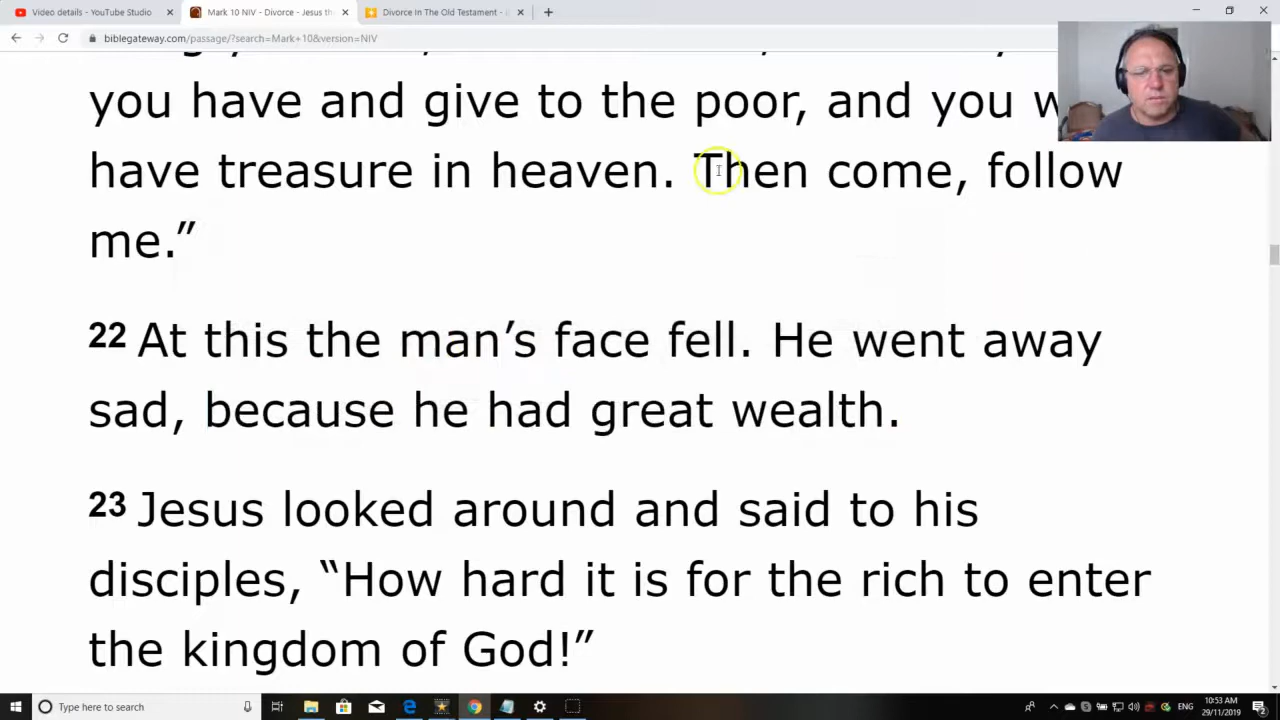 Video details - YouTube Studio
Mark 10 NIV - Divorce - Jesus th
Divorce In The Old Testament -
biblegateway.com/passage/?search=Mark+10&version=NIV
you have and give to the poor, and you
have treasure in heaven. Then come, follow
me.”
22 At this the man’s face fell. He went away
sad, because he had great wealth.
23 Jesus looked around and said to his
disciples, “How hard it is for the rich to enter
the kingdom of God!”
Type here to search
ENG
10:53 AM
29/11/2019